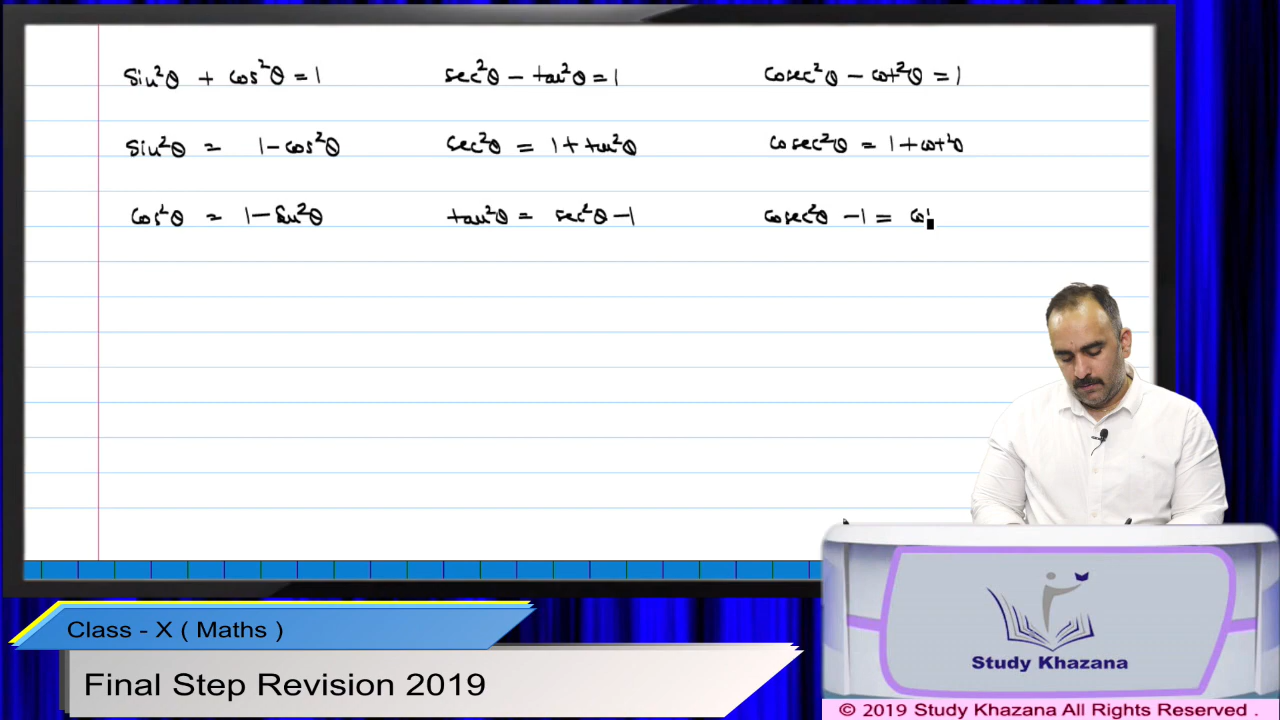 sin²θ + cos²θ = 1 sec²θ - tan²θ = 1 cosec²θ - cot²θ = 1
sin²θ = 1 - cos²θ sec²θ = 1 + tan²θ cosec²θ = 1 + cot²θ
cos²θ = 1 - sin²θ tan²θ = sec²θ - 1 cosec²θ - 1 =
Study Khazana
Class - X ( Maths )
Final Step Revision 2019
© 2019 Study Khazana All Rights Reserved .